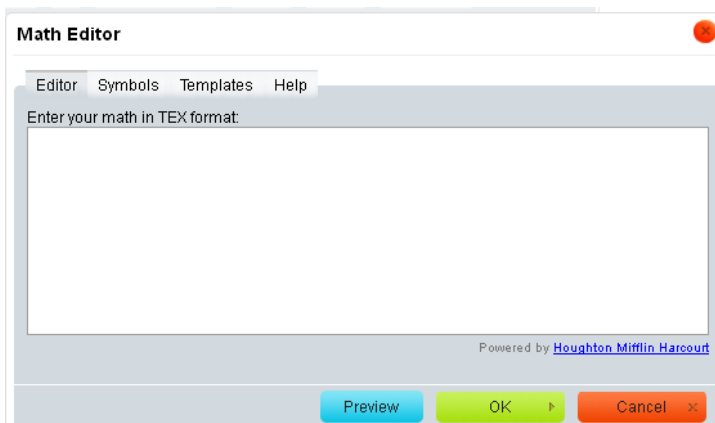 Math Editor
Editor Symbols Templates Help
Enter your math in TEX format:
Powered by Houghton Mifflin Harcourt
Preview OK Cancel